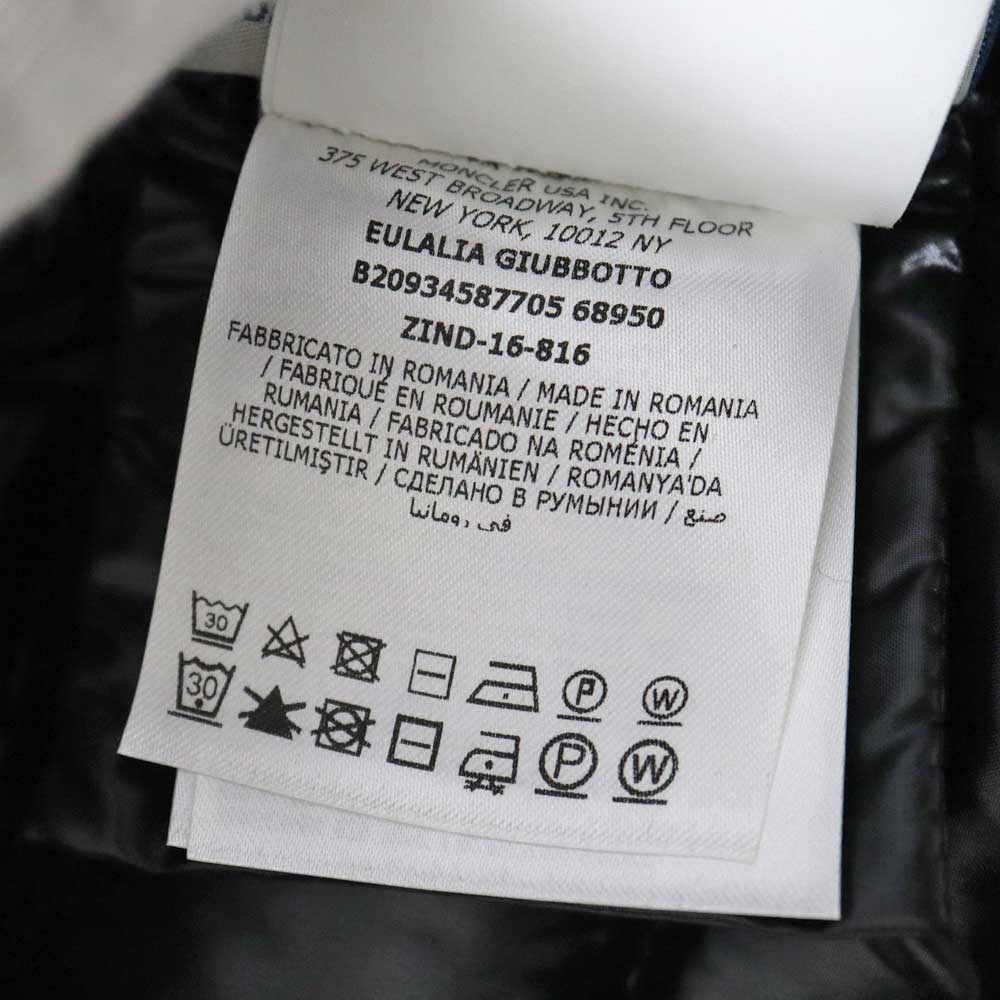 MONCLER USA INC.
375 WEST BROADWAY, 5TH FLOOR
NEW YORK, 10012 NY
EULALIA GIUBBOTTO
B20934587705 68950
ZIND-16-816
FABBRICATO IN ROMANIA / MADE IN ROMANIA
/ FABRIQUÉ EN ROUMANIE / HECHO EN
RUMANIA / FABRICADO NA ROMÉNIA /
HERGESTELLT IN RUMÄNIEN / ROMANYA'DA
ÜRETILMIŞTIR / СДЕЛАНО В РУМЫНИИ / صنع
في رومانيا
30 P W
30 P W